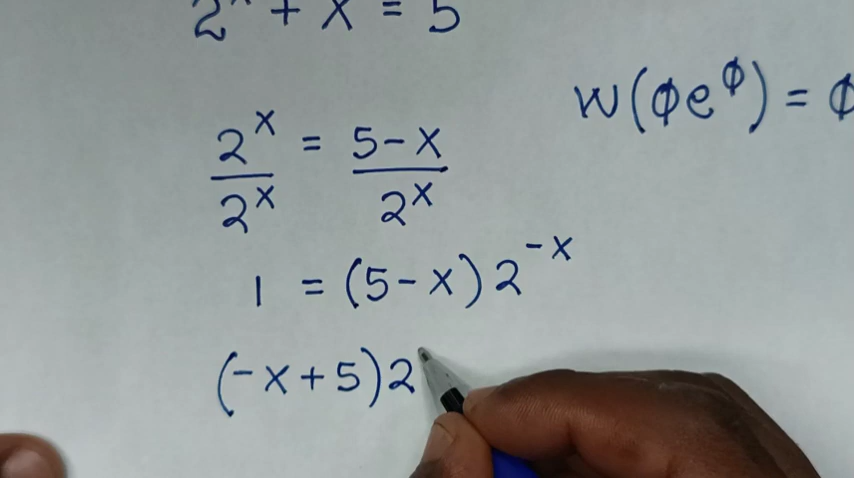 2^x + x = 5
W(ϕe^ϕ) = ϕ
2^x/2^x = 5-x/2^x
1 = (5-x)2^-x
(-x+5)2